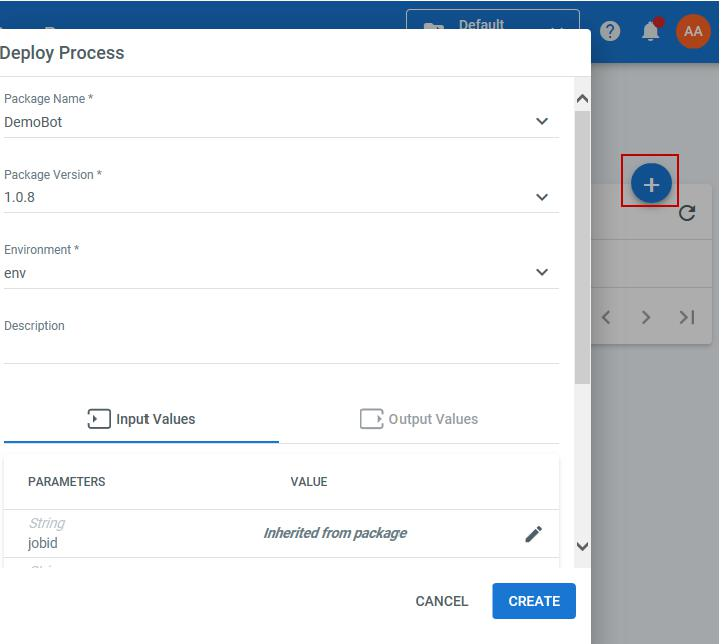 Default
AA
Deploy Process
Package Name *
DemoBot
Package Version *
1.0.8
Environment *
env
Description
Input Values
Output Values
PARAMETERS
VALUE
String
jobid
Inherited from package
CANCEL
CREATE